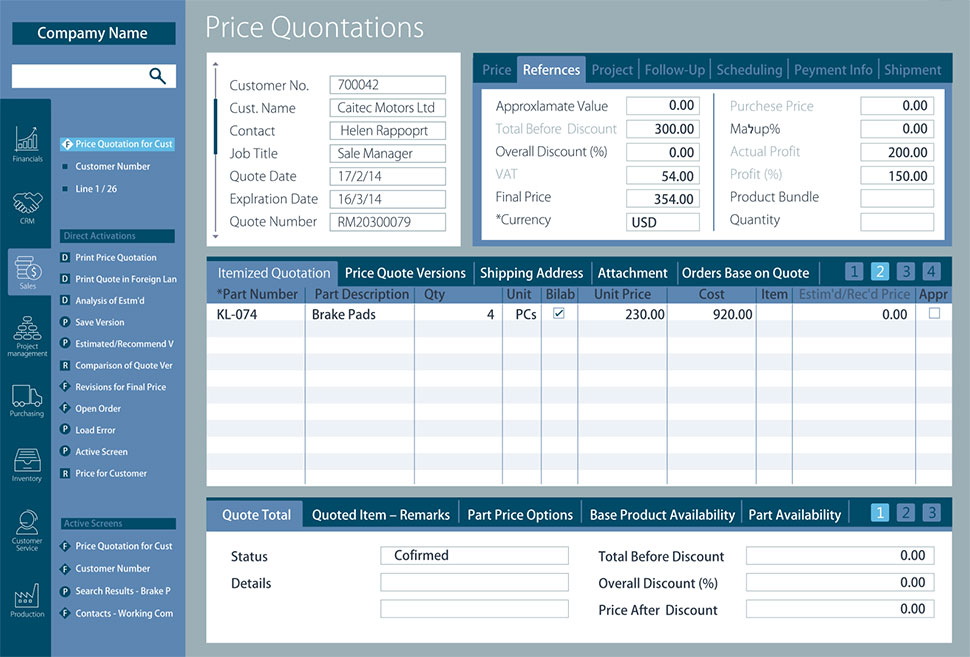 Compamy Name
Financials
CRM
Sales
Project management
Purchasing
Inventory
Customer Service
Production
F Price Quotation for Cust
Customer Number
Line 1 / 26
Direct Activations
D Print Price Quotation
D Print Quote in Foreign Lan
D Analysis of Estm'd
P Save Version
P Estimated/Recommend V
R Comparison of Quote Ver
F Revisions for Final Price
F Open Order
P Load Error
P Active Screen
R Price for Customer
Active Screens
F Price Quotation for Cust
F Customer Number
P Search Results - Brake P
F Contacts - Working Com
Price Quontations
Customer No. 700042
Cust. Name Caitec Motors Ltd
Contact Helen Rappoprt
Job Title Sale Manager
Quote Date 17/2/14
Explration Date 16/3/14
Quote Number RM20300079
Price Refernces Project Follow-Up Scheduling Peyment Info Shipment
Approxlamate Value 0.00
Total Before Discount 300.00
Overall Discount (%) 0.00
VAT 54.00
Final Price 354.00
*Currency USD
Purchese Price 0.00
Maלup% 0.00
Actual Profit 200.00
Profit (%) 150.00
Product Bundle
Quantity
Itemized Quotation Price Quote Versions Shipping Address Attachment Orders Base on Quote 1 2 3 4
*Part Number Part Description Qty Unit Bilab Unit Price Cost Item Estim'd/Rec'd Price Appr
KL-074 Brake Pads 4 PCs 230.00 920.00 0.00
Quote Total Quoted Item – Remarks Part Price Options Base Product Availability Part Availability 1 2 3
Status Cofirmed
Details
Total Before Discount 0.00
Overall Discount (%) 0.00
Price After Discount 0.00